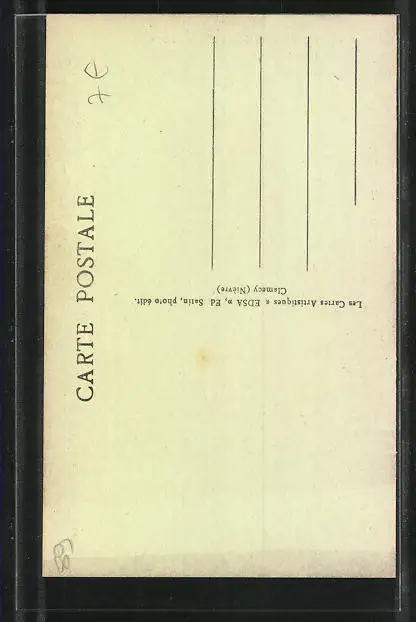 CARTE POSTALE
7 €
Les Cartes Artistiques « EDSA », Ed. Satin, photo édit.
Clamecy (Nièvre)